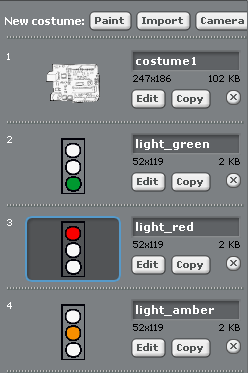 New costume: Paint Import Camera
1
costume1
247x186 102 KB
Edit Copy
2
light_green
52x119 2 KB
Edit Copy
3
light_red
52x119 2 KB
Edit Copy
4
light_amber
52x119 2 KB
Edit Copy